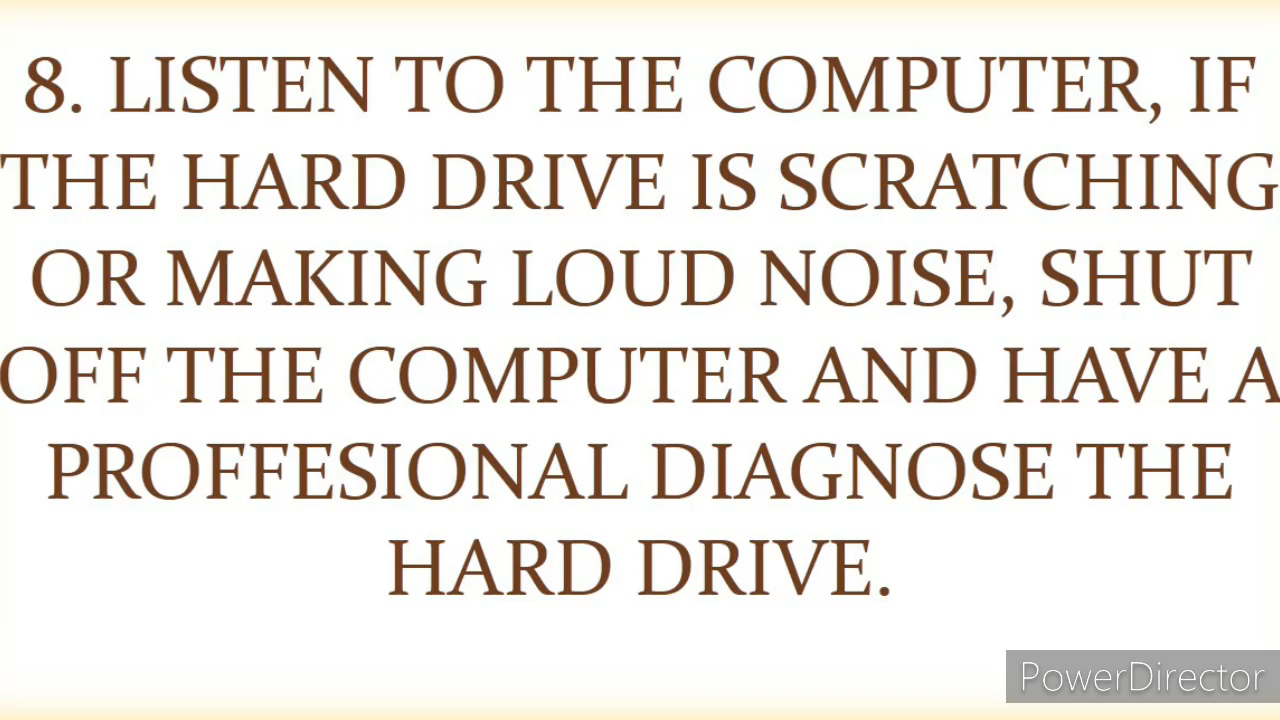 8. LISTEN TO THE COMPUTER, IF
THE HARD DRIVE IS SCRATCHING
OR MAKING LOUD NOISE, SHUT
OFF THE COMPUTER AND HAVE A
PROFFESIONAL DIAGNOSE THE
HARD DRIVE.
PowerDirector